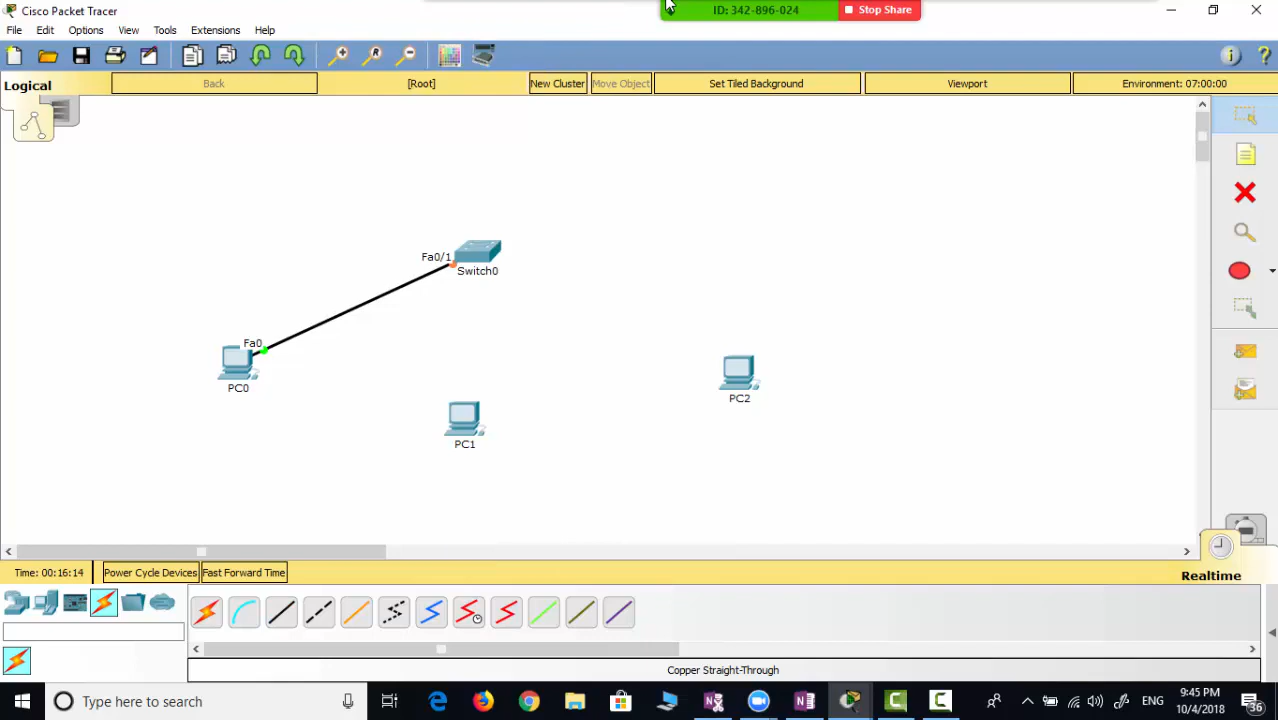 Cisco Packet Tracer
ID: 342-896-024
Stop Share
File Edit Options View Tools Extensions Help
Logical
Back
[Root]
New Cluster
Move Object
Set Tiled Background
Viewport
Environment: 07:00:00
Fa0/1
Switch0
Fa0
PC0
PC2
PC1
Time: 00:16:14
Power Cycle Devices
Fast Forward Time
Realtime
Copper Straight-Through
Type here to search
ENG
9:45 PM
10/4/2018
36